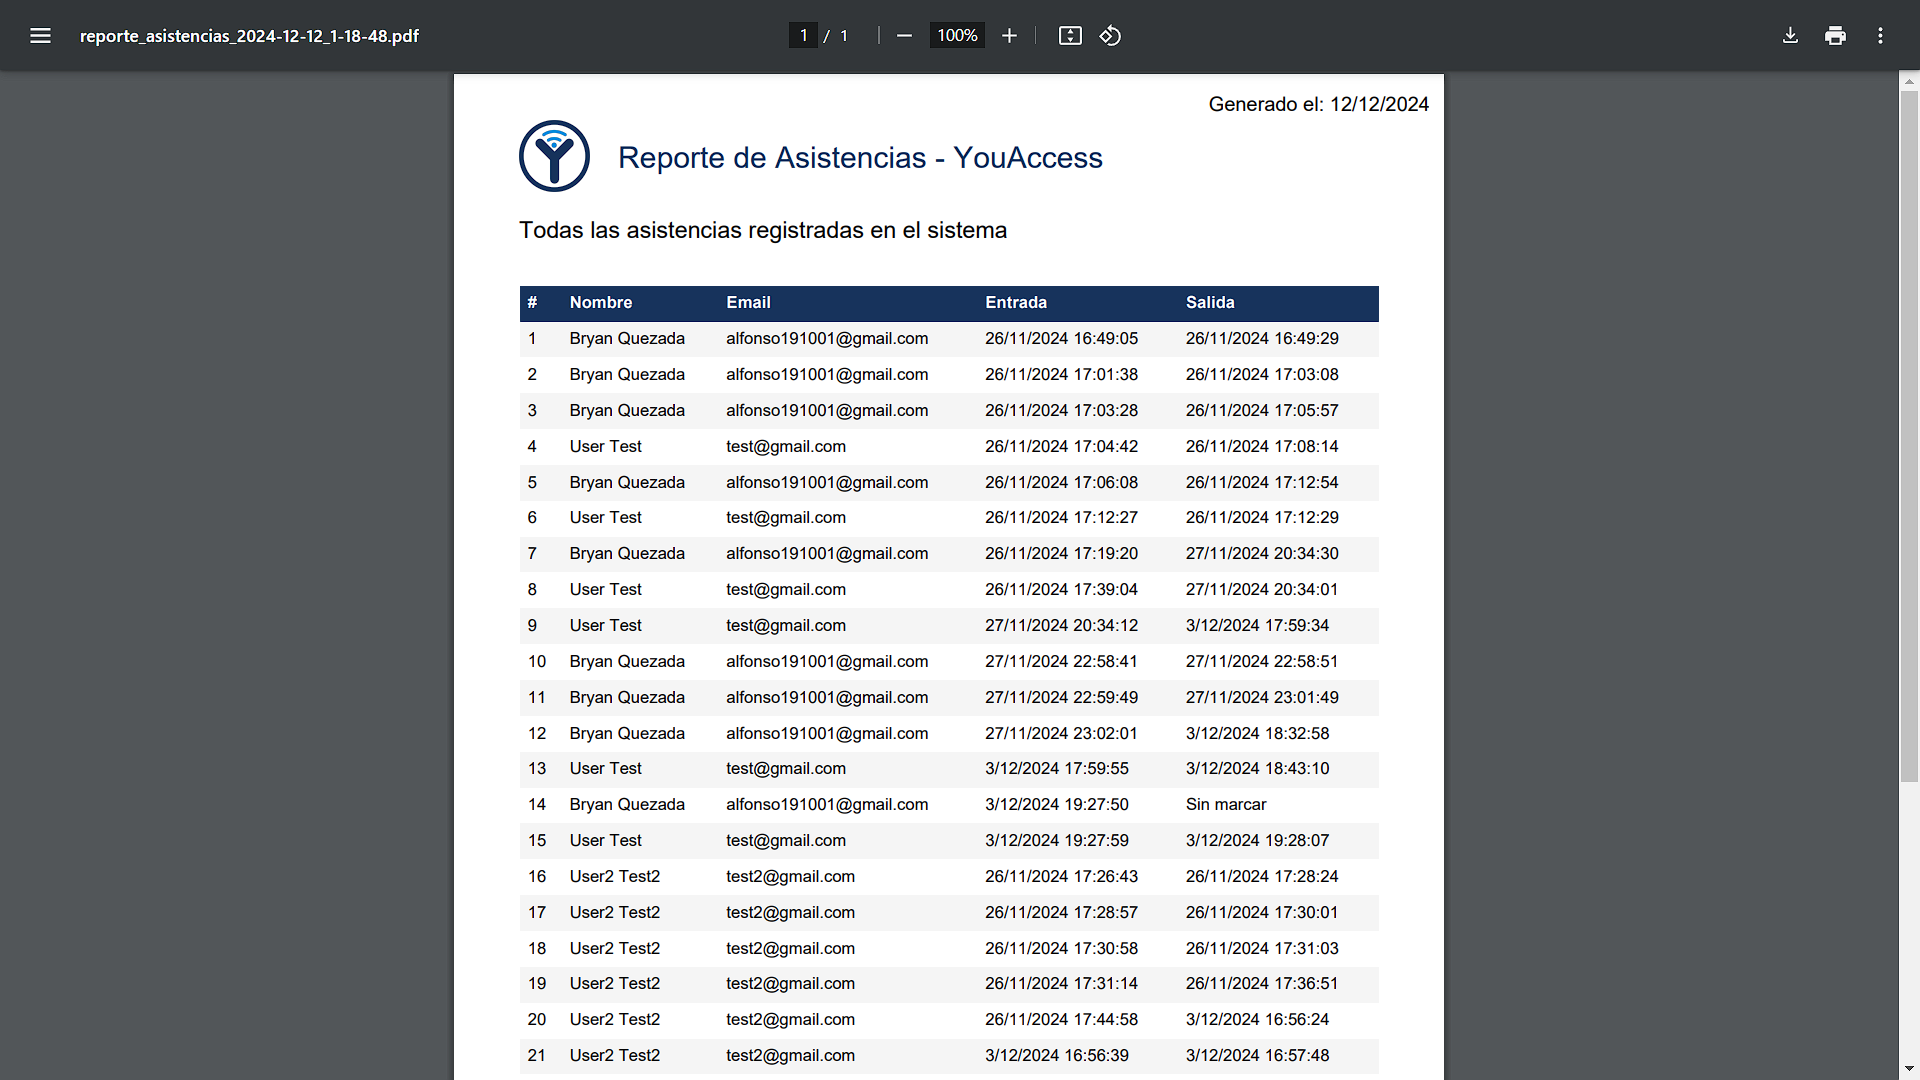 reporte_asistencias_2024-12-12_1-18-48.pdf
1 / 1
100%
Generado el: 12/12/2024
Reporte de Asistencias - YouAccess
Todas las asistencias registradas en el sistema
# Nombre Email Entrada Salida
1 Bryan Quezada alfonso191001@gmail.com 26/11/2024 16:49:05 26/11/2024 16:49:29
2 Bryan Quezada alfonso191001@gmail.com 26/11/2024 17:01:38 26/11/2024 17:03:08
3 Bryan Quezada alfonso191001@gmail.com 26/11/2024 17:03:28 26/11/2024 17:05:57
4 User Test test@gmail.com 26/11/2024 17:04:42 26/11/2024 17:08:14
5 Bryan Quezada alfonso191001@gmail.com 26/11/2024 17:06:08 26/11/2024 17:12:54
6 User Test test@gmail.com 26/11/2024 17:12:27 26/11/2024 17:12:29
7 Bryan Quezada alfonso191001@gmail.com 26/11/2024 17:19:20 27/11/2024 20:34:30
8 User Test test@gmail.com 26/11/2024 17:39:04 27/11/2024 20:34:01
9 User Test test@gmail.com 27/11/2024 20:34:12 3/12/2024 17:59:34
10 Bryan Quezada alfonso191001@gmail.com 27/11/2024 22:58:41 27/11/2024 22:58:51
11 Bryan Quezada alfonso191001@gmail.com 27/11/2024 22:59:49 27/11/2024 23:01:49
12 Bryan Quezada alfonso191001@gmail.com 27/11/2024 23:02:01 3/12/2024 18:32:58
13 User Test test@gmail.com 3/12/2024 17:59:55 3/12/2024 18:43:10
14 Bryan Quezada alfonso191001@gmail.com 3/12/2024 19:27:50 Sin marcar
15 User Test test@gmail.com 3/12/2024 19:27:59 3/12/2024 19:28:07
16 User2 Test2 test2@gmail.com 26/11/2024 17:26:43 26/11/2024 17:28:24
17 User2 Test2 test2@gmail.com 26/11/2024 17:28:57 26/11/2024 17:30:01
18 User2 Test2 test2@gmail.com 26/11/2024 17:30:58 26/11/2024 17:31:03
19 User2 Test2 test2@gmail.com 26/11/2024 17:31:14 26/11/2024 17:36:51
20 User2 Test2 test2@gmail.com 26/11/2024 17:44:58 3/12/2024 16:56:24
21 User2 Test2 test2@gmail.com 3/12/2024 16:56:39 3/12/2024 16:57:48